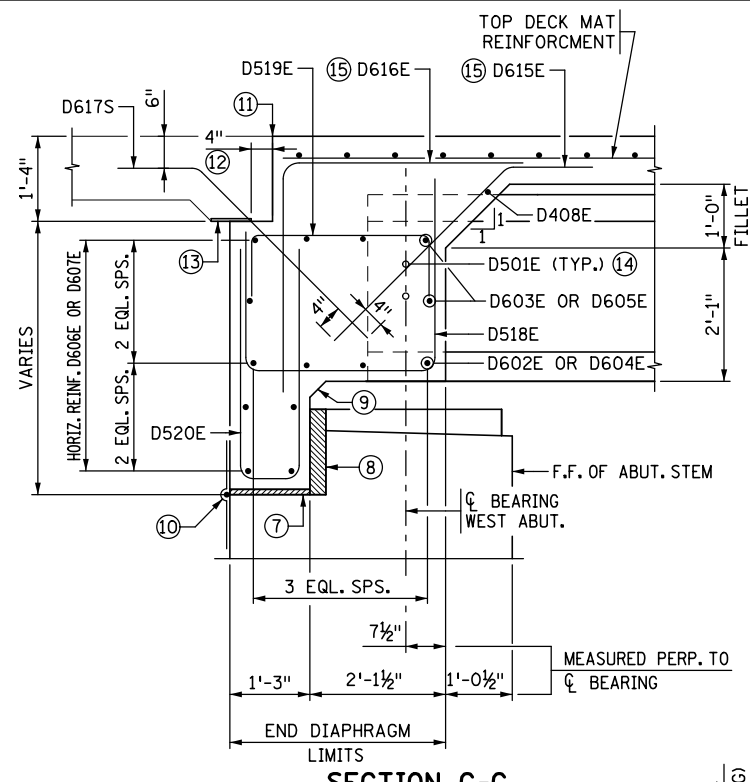 TOP DECK MAT
REINFORCMENT
D519E
15 D616E
15 D615E
D617S
6"
11
4"
12
1'-4"
D408E
1
1
1'-0"
FILLET
13
D501E (TYP.) 14
4"
4"
D603E OR D605E
2'-1"
D518E
VARIES
HORIZ. REINF. D606E OR D607E
2 EQL. SPS.
2 EQL. SPS.
D602E OR D604E
9
D520E
8
F.F. OF ABUT. STEM
10
7
℄ BEARING
WEST ABUT.
3 EQL. SPS.
7½"
MEASURED PERP. TO
℄ BEARING
1'-3"
2'-1½"
1'-0½"
END DIAPHRAGM
LIMITS